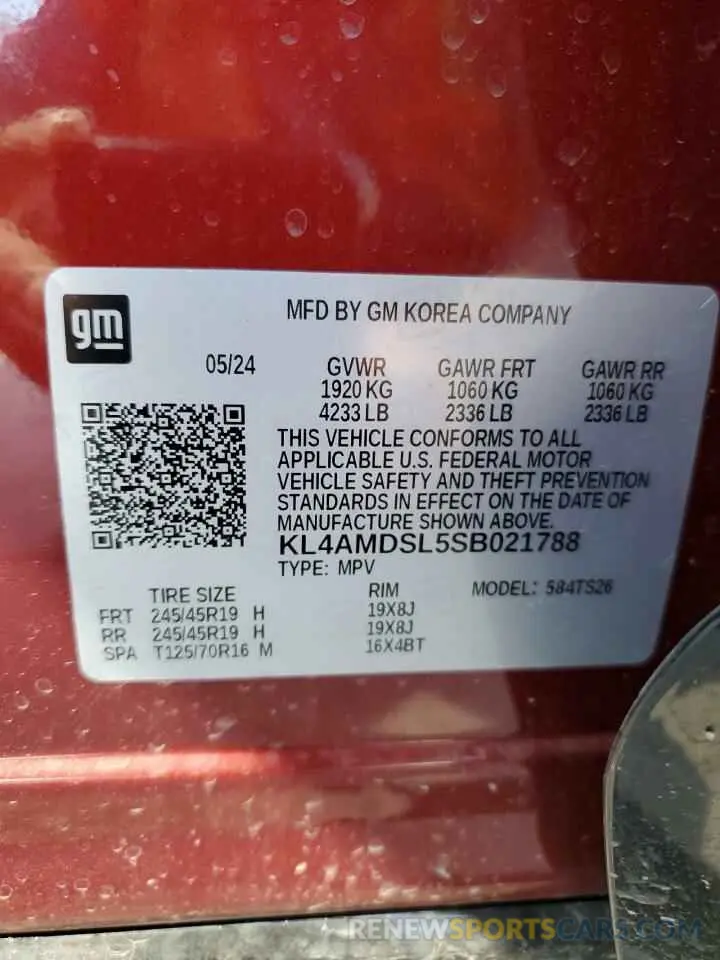 gm
MFD BY GM KOREA COMPANY
05/24 GVWR GAWR FRT GAWR RR
1920 KG 1060 KG 1060 KG
4233 LB 2336 LB 2336 LB
THIS VEHICLE CONFORMS TO ALL
APPLICABLE U.S. FEDERAL MOTOR
VEHICLE SAFETY AND THEFT PREVENTION
STANDARDS IN EFFECT ON THE DATE OF
MANUFACTURE SHOWN ABOVE.
KL4AMDSL5SB021788
TYPE: MPV
TIRE SIZE RIM MODEL: 584TS26
FRT 245/45R19 H 19X8J
RR 245/45R19 H 19X8J
SPA T125/70R16 M 16X4BT
RENEWSPORTSCARS.COM